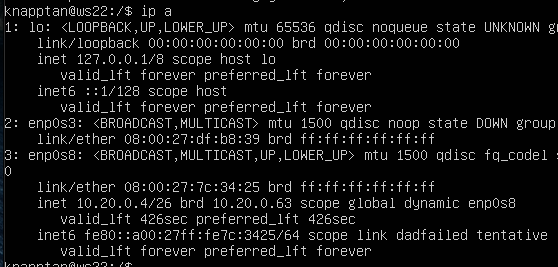 knapptan@ws22:/$ ip a
1: lo: <LOOPBACK,UP,LOWER_UP> mtu 65536 qdisc noqueue state UNKNOWN g
    link/loopback 00:00:00:00:00:00 brd 00:00:00:00:00:00
    inet 127.0.0.1/8 scope host lo
       valid_lft forever preferred_lft forever
    inet6 ::1/128 scope host
       valid_lft forever preferred_lft forever
2: enp0s3: <BROADCAST,MULTICAST> mtu 1500 qdisc noop state DOWN group
    link/ether 08:00:27:df:b8:39 brd ff:ff:ff:ff:ff:ff
3: enp0s8: <BROADCAST,MULTICAST,UP,LOWER_UP> mtu 1500 qdisc fq_codel s
0
    link/ether 08:00:27:7c:34:25 brd ff:ff:ff:ff:ff:ff
    inet 10.20.0.4/26 brd 10.20.0.63 scope global dynamic enp0s8
       valid_lft 426sec preferred_lft 426sec
    inet6 fe80::a00:27ff:fe7c:3425/64 scope link dadfailed tentative
       valid_lft forever preferred_lft forever
knapptan@ws22:/$